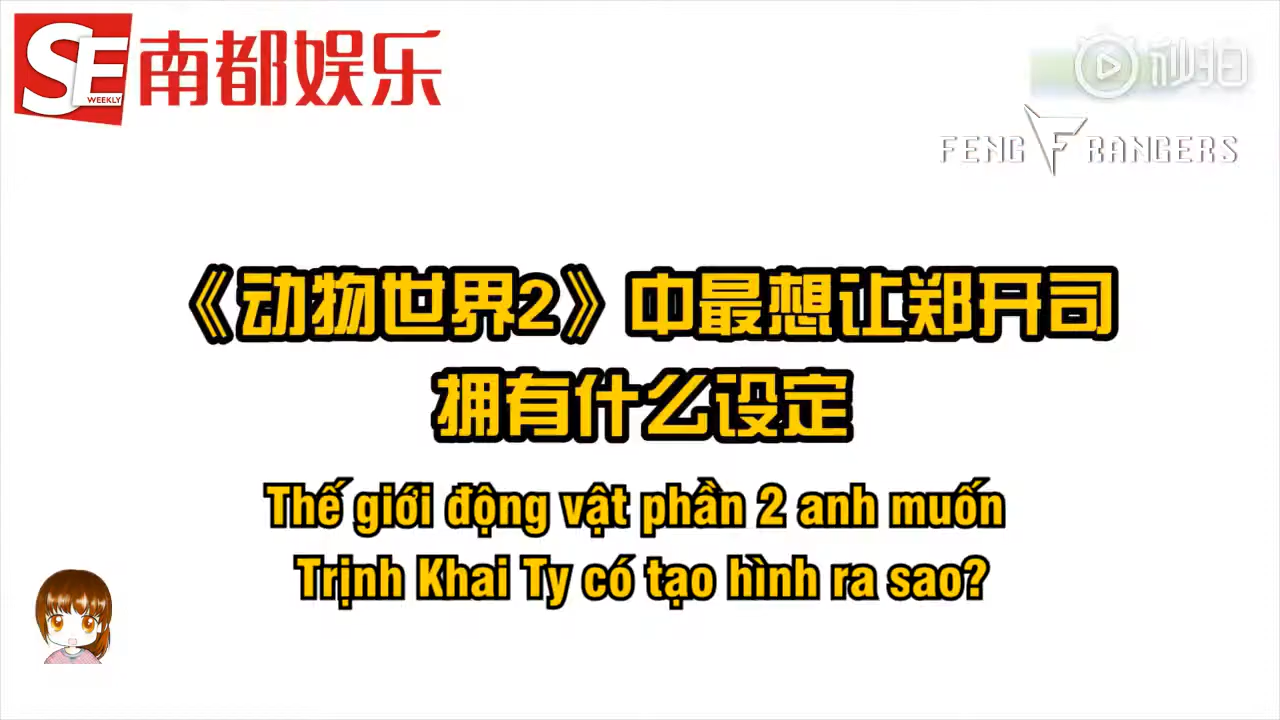 SE WEEKLY 南都娱乐
秒拍
FENG F RANGERS
《动物世界2》中最想让郑开司
拥有什么设定
Thế giới động vật phần 2 anh muốn
Trịnh Khai Ty có tạo hình ra sao?